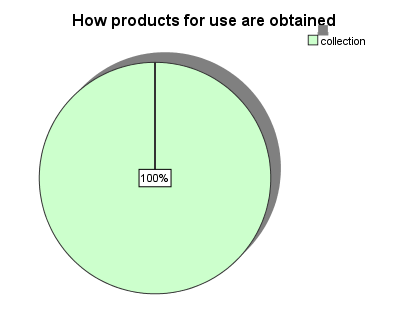 How products for use are obtained
collection
100%